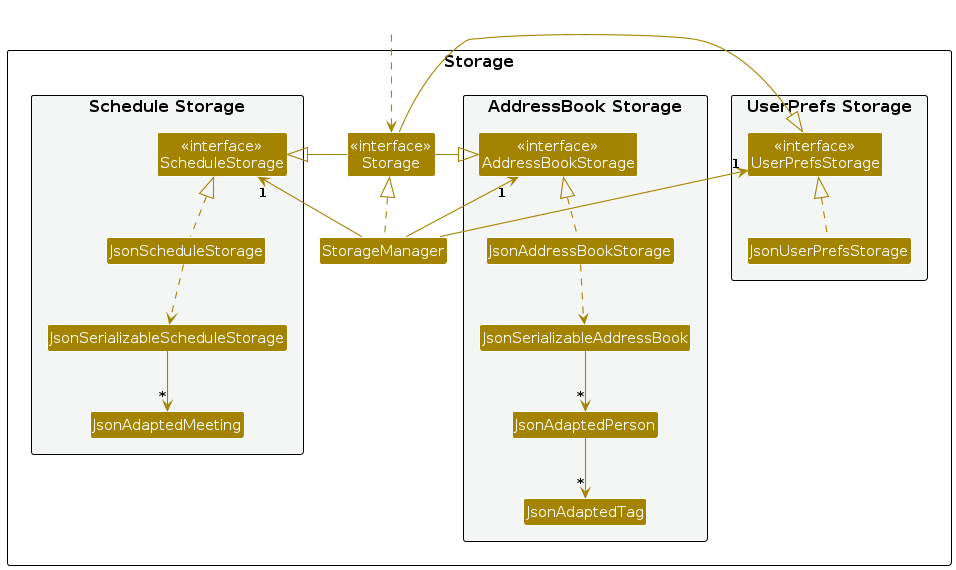 Storage
Schedule Storage
«interface»
ScheduleStorage
1
JsonScheduleStorage
JsonSerializableScheduleStorage
*
JsonAdaptedMeeting
«interface»
Storage
StorageManager
AddressBook Storage
«interface»
AddressBookStorage
1
JsonAddressBookStorage
JsonSerializableAddressBook
*
JsonAdaptedPerson
*
JsonAdaptedTag
UserPrefs Storage
«interface»
UserPrefsStorage
1
JsonUserPrefsStorage